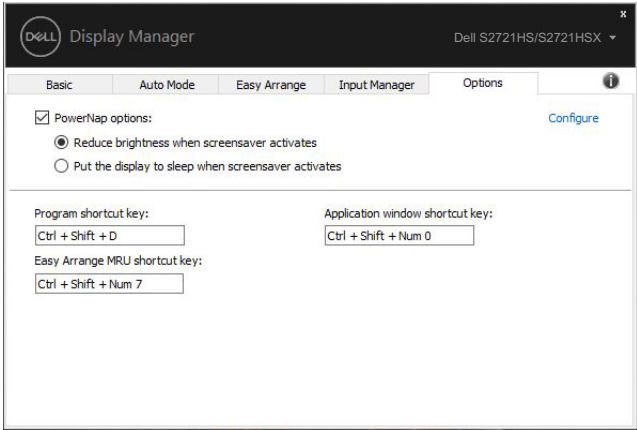 x
DELL Display Manager
Dell S2721HS/S2721HSX
Basic Auto Mode Easy Arrange Input Manager Options i
PowerNap options: Configure
Reduce brightness when screensaver activates
Put the display to sleep when screensaver activates
Program shortcut key: Application window shortcut key:
Ctrl + Shift + D Ctrl + Shift + Num 0
Easy Arrange MRU shortcut key:
Ctrl + Shift + Num 7